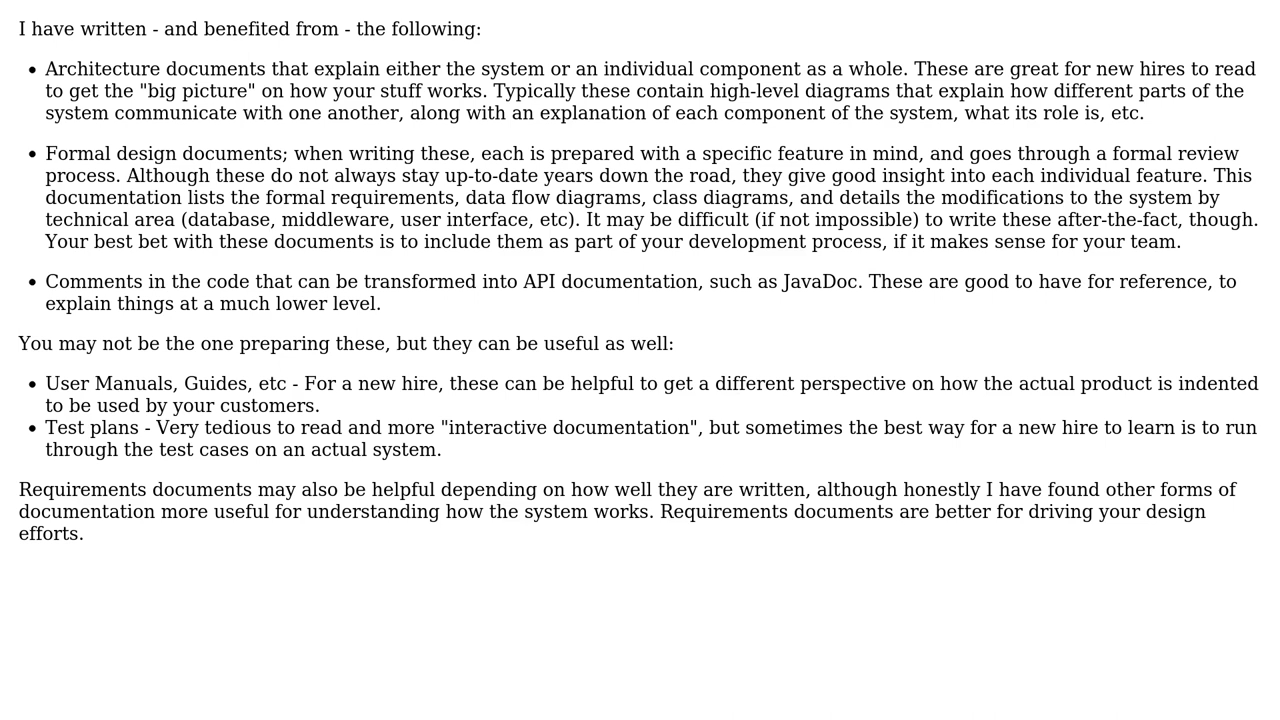 I have written - and benefited from - the following:
• Architecture documents that explain either the system or an individual component as a whole. These are great for new hires to read
to get the "big picture" on how your stuff works. Typically these contain high-level diagrams that explain how different parts of the
system communicate with one another, along with an explanation of each component of the system, what its role is, etc.
• Formal design documents; when writing these, each is prepared with a specific feature in mind, and goes through a formal review
process. Although these do not always stay up-to-date years down the road, they give good insight into each individual feature. This
documentation lists the formal requirements, data flow diagrams, class diagrams, and details the modifications to the system by
technical area (database, middleware, user interface, etc). It may be difficult (if not impossible) to write these after-the-fact, though.
Your best bet with these documents is to include them as part of your development process, if it makes sense for your team.
• Comments in the code that can be transformed into API documentation, such as JavaDoc. These are good to have for reference, to
explain things at a much lower level.
You may not be the one preparing these, but they can be useful as well:
• User Manuals, Guides, etc - For a new hire, these can be helpful to get a different perspective on how the actual product is indented
to be used by your customers.
• Test plans - Very tedious to read and more "interactive documentation", but sometimes the best way for a new hire to learn is to run
through the test cases on an actual system.
Requirements documents may also be helpful depending on how well they are written, although honestly I have found other forms of
documentation more useful for understanding how the system works. Requirements documents are better for driving your design
efforts.